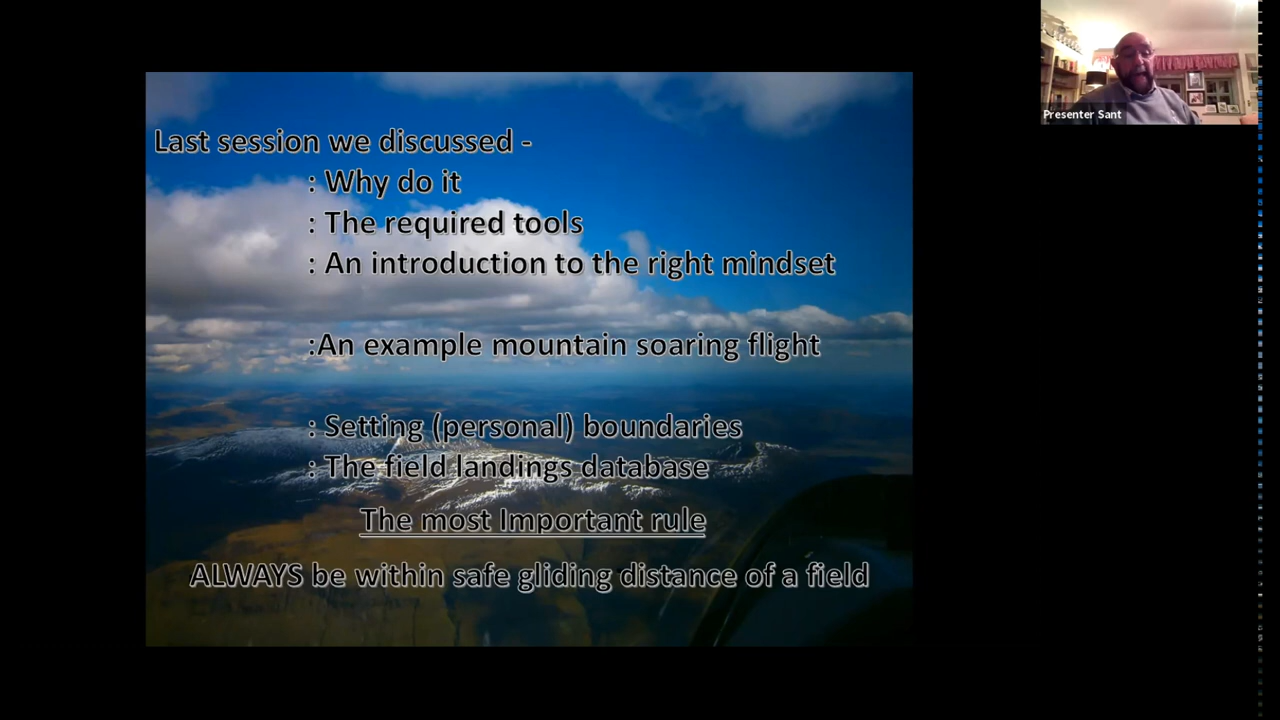 Last session we discussed -
: Why do it
: The required tools
: An introduction to the right mindset
:An example mountain soaring flight
: Setting (personal) boundaries
: The field landings database
The most Important rule
ALWAYS be within safe gliding distance of a field
Presenter Sant